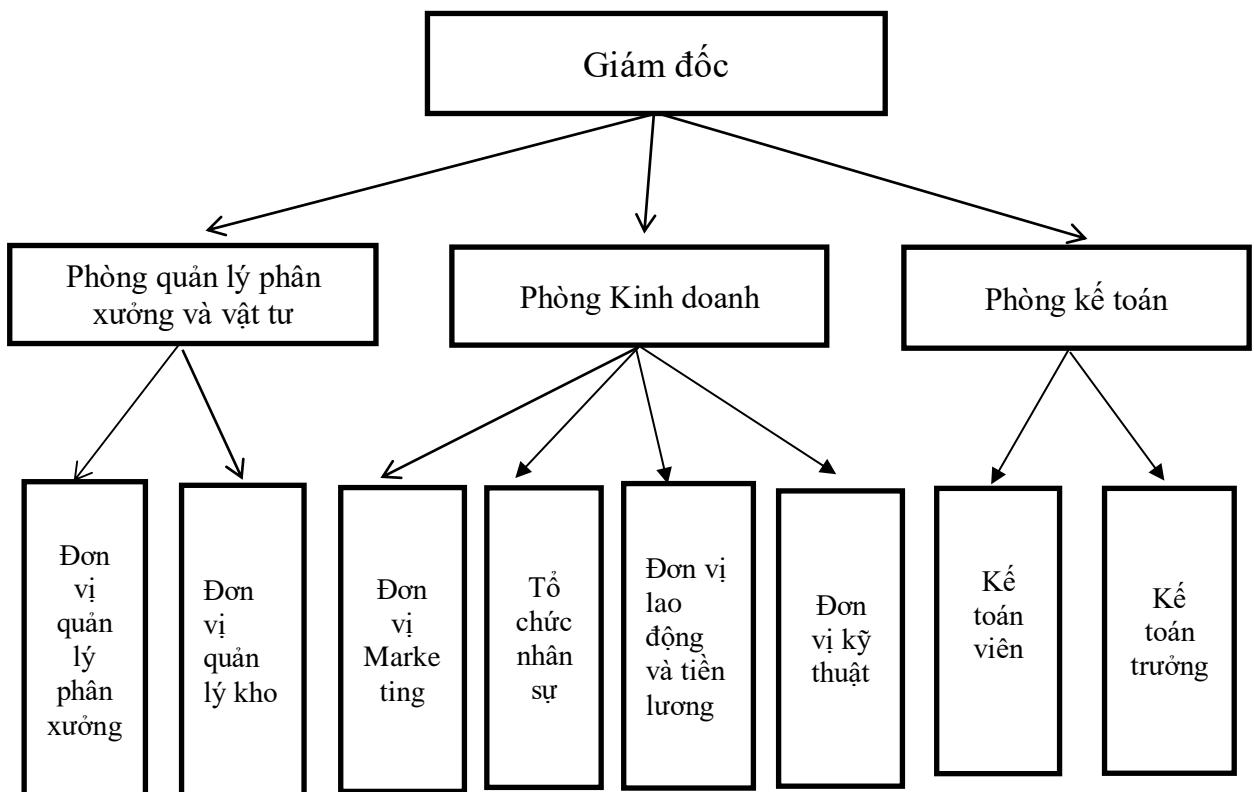 Giám đốc
Phòng quản lý phân
xưởng và vật tư
Phòng Kinh doanh
Phòng kế toán
Đơn
vị
quản
lý
phân
xưởng
Đơn
vị
quản
lý kho
Đơn
vị
Marke
ting
Tổ
chức
nhân
sự
Đơn vị
lao
động
và tiền
lương
Đơn
vị kỹ
thuật
Kế
toán
viên
Kế
toán
trưởng